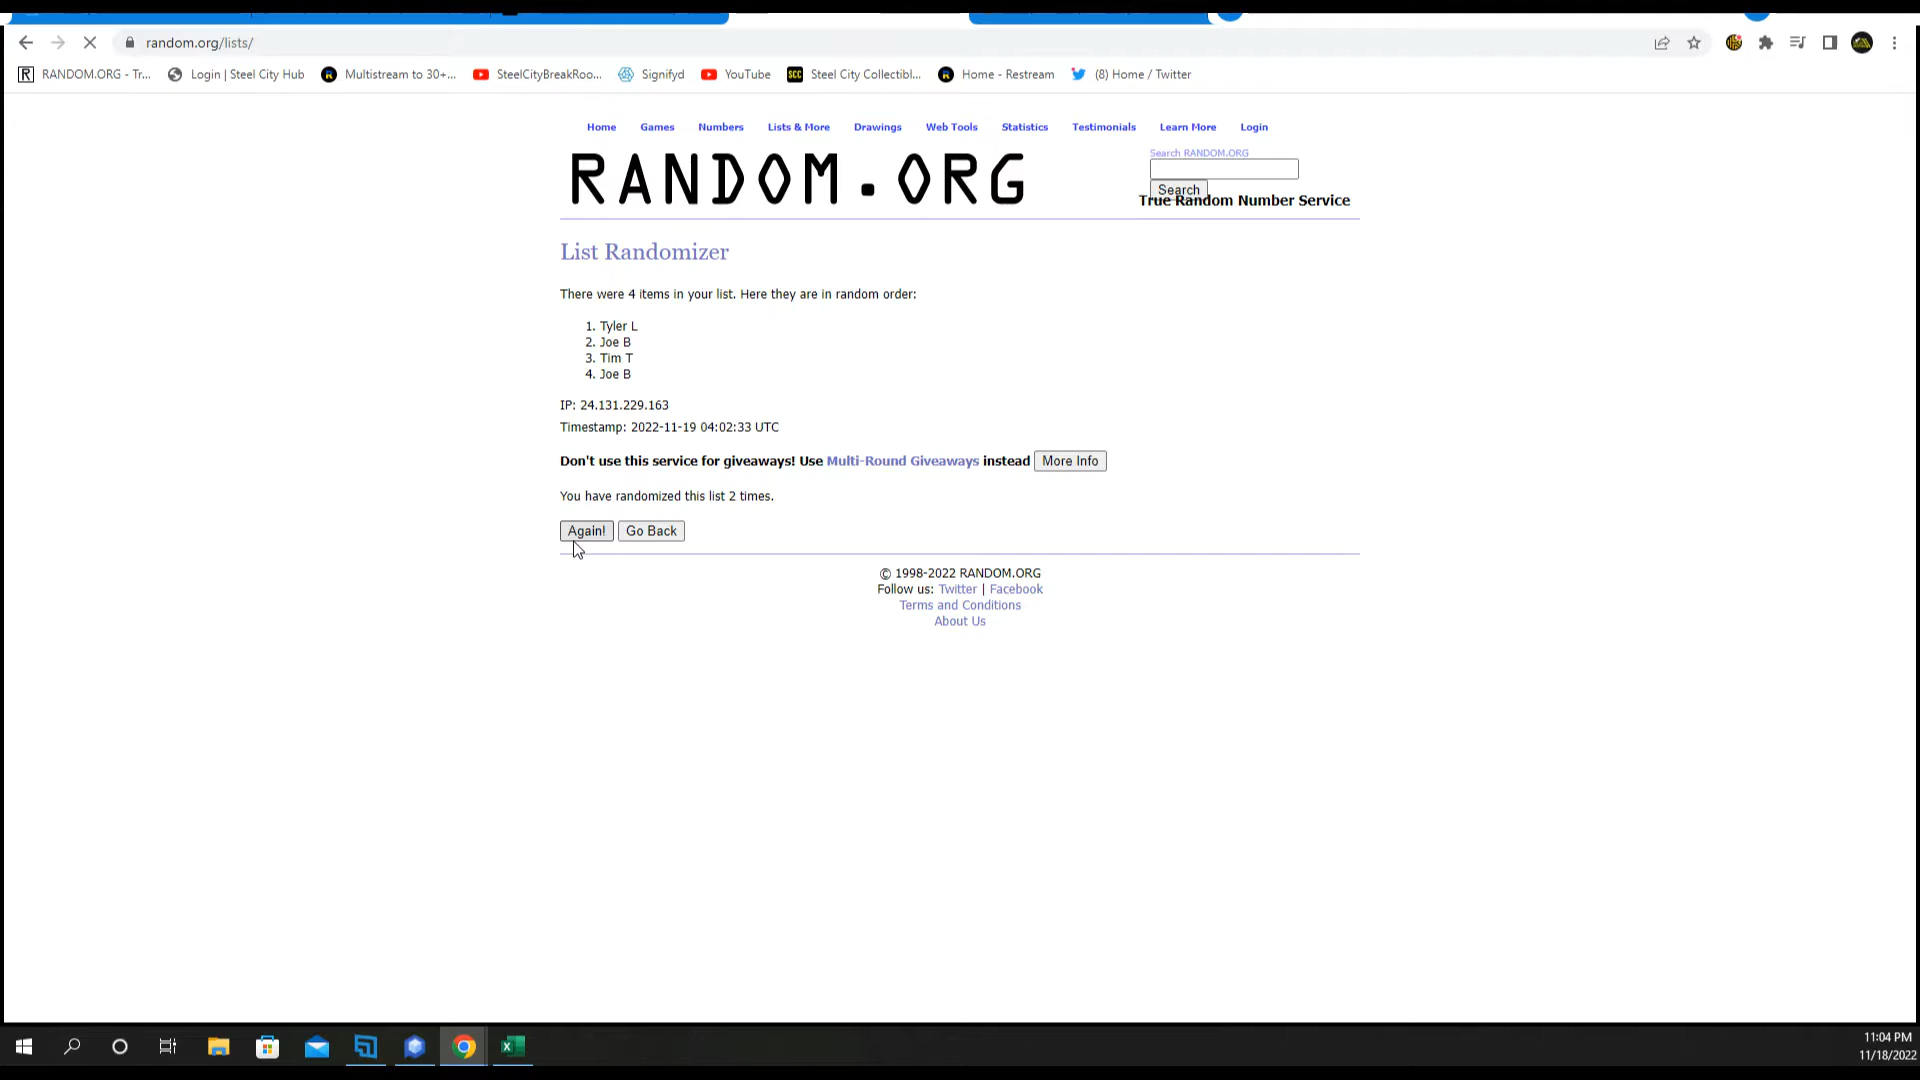 random.org/lists/
RANDOM.ORG - Tr... Login | Steel City Hub Multistream to 30+... SteelCityBreakRoo... Signifyd YouTube SCC Steel City Collectibl... Home - Restream (8) Home / Twitter
Home Games Numbers Lists & More Drawings Web Tools Statistics Testimonials Learn More Login
RANDOM.ORG
Search RANDOM.ORG
Search
True Random Number Service
List Randomizer
There were 4 items in your list. Here they are in random order:
1. Tyler L
2. Joe B
3. Tim T
4. Joe B
IP: 24.131.229.163
Timestamp: 2022-11-19 04:02:33 UTC
Don't use this service for giveaways! Use Multi-Round Giveaways instead More Info
You have randomized this list 2 times.
Again! Go Back
© 1998-2022 RANDOM.ORG
Follow us: Twitter | Facebook
Terms and Conditions
About Us
11:04 PM
11/18/2022